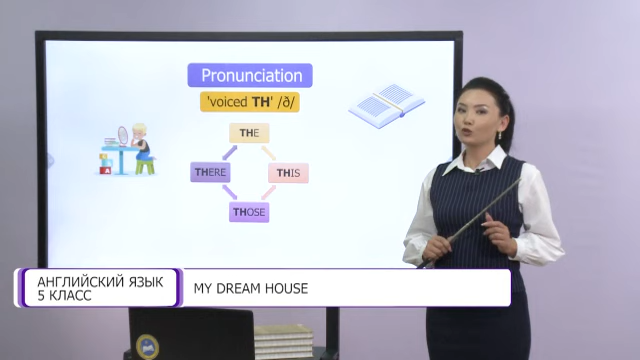 Pronunciation
'voiced TH' /ð/
THE
THERE
THIS
THOSE
АНГЛИЙСКИЙ ЯЗЫК
5 КЛАСС
MY DREAM HOUSE